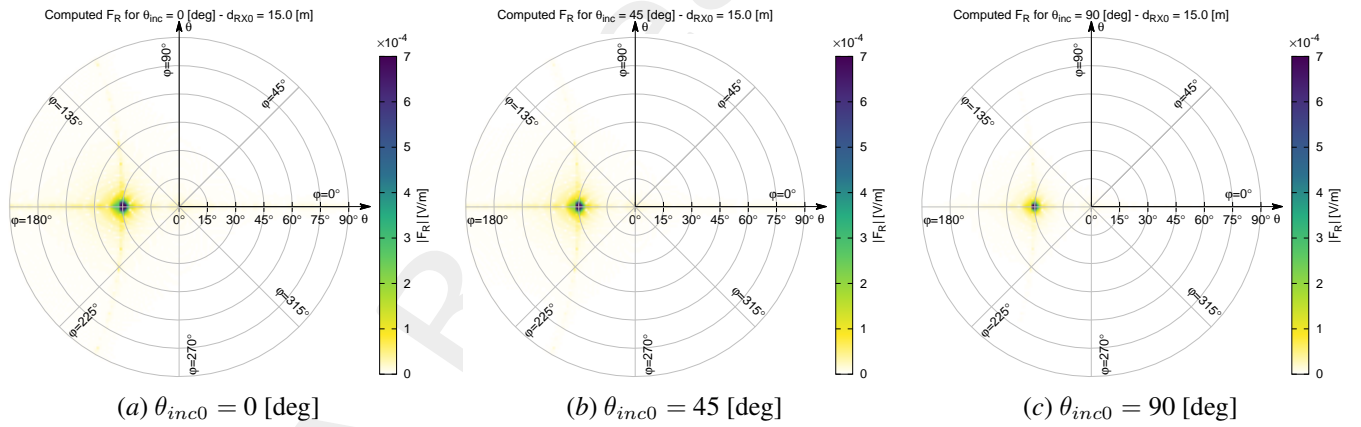 Computed F_R for θ_inc = 0 [deg] - d_RX0 = 15.0 [m]
θ
φ=90°
φ=45°
φ=135°
φ=0°
φ=180°
0° 15 30 45 60 75 90° θ
φ=225°
φ=315°
φ=270°
×10⁻⁴
7
6
5
4
3
2
1
0
|F_R| [V/m]
(a) θ_inc0 = 0 [deg]
Computed F_R for θ_inc = 45 [deg] - d_RX0 = 15.0 [m]
θ
φ=90°
φ=45°
φ=135°
φ=0°
φ=180°
0° 15 30 45 60 75 90° θ
φ=225°
φ=315°
φ=270°
×10⁻⁴
7
6
5
4
3
2
1
0
|F_R| [V/m]
(b) θ_inc0 = 45 [deg]
Computed F_R for θ_inc = 90 [deg] - d_RX0 = 15.0 [m]
θ
φ=90°
φ=45°
φ=135°
φ=0°
φ=180°
0° 15 30 45 60 75 90° θ
φ=225°
φ=315°
φ=270°
×10⁻⁴
7
6
5
4
3
2
1
0
|F_R| [V/m]
(c) θ_inc0 = 90 [deg]